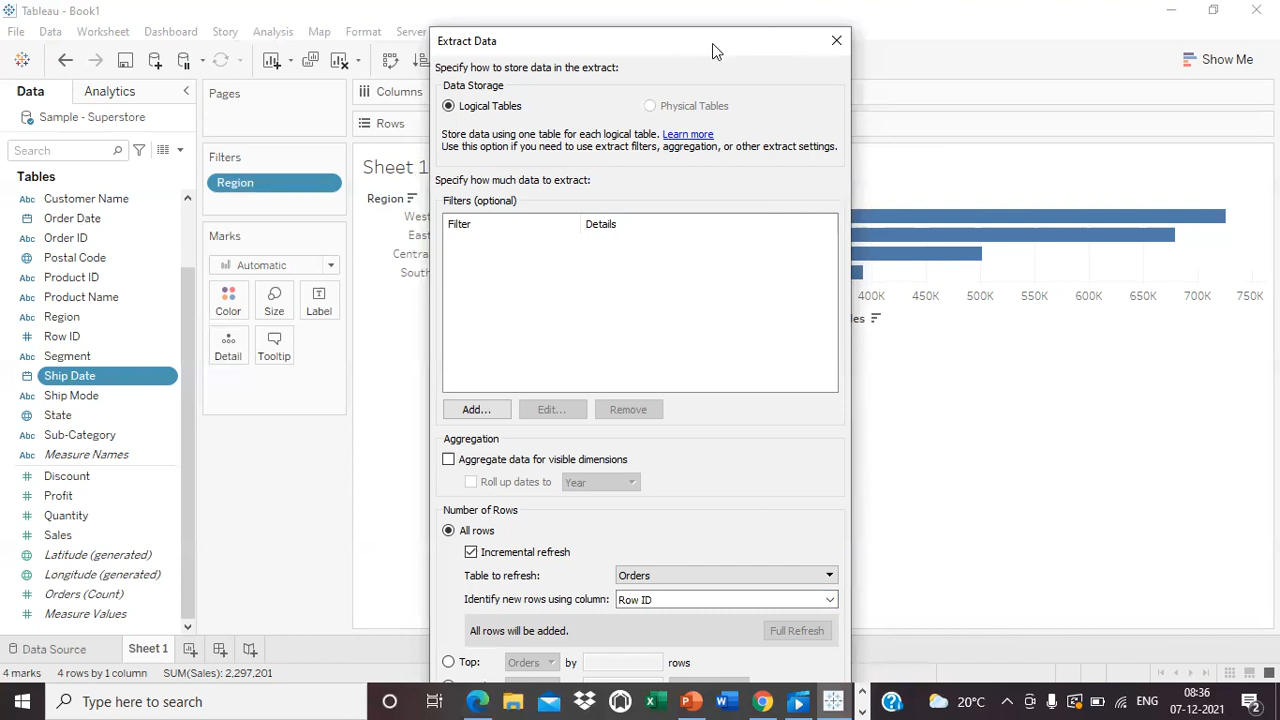 Tableau - Book1
File Data Worksheet Dashboard Story Analysis Map Format Server
Show Me
Data Analytics
Sample - Superstore
Search
Tables
Abc Customer Name
Order Date
Abc Order ID
Postal Code
Abc Product ID
Abc Product Name
Abc Region
# Row ID
Abc Segment
Ship Date
Abc Ship Mode
State
Abc Sub-Category
Abc Measure Names
# Discount
# Profit
# Quantity
# Sales
Latitude (generated)
Longitude (generated)
# Orders (Count)
# Measure Values
Pages
Filters
Region
Marks
Automatic
Color Size Label
Detail Tooltip
Columns
Rows
Sheet 1
Region
Extract Data
Specify how to store data in the extract:
Data Storage
Logical Tables Physical Tables
Store data using one table for each logical table. Learn more
Use this option if you need to use extract filters, aggregation, or other extract settings.
Specify how much data to extract:
Filters (optional)
Filter Details
Add... Edit... Remove
Aggregation
Aggregate data for visible dimensions
Roll up dates to Year
Number of Rows
All rows
Incremental refresh
Table to refresh: Orders
Identify new rows using column: Row ID
All rows will be added. Full Refresh
Top: Orders by rows
400K 450K 500K 550K 600K 650K 700K 750K
Data Source Sheet 1
4 marks 4 rows by 1 column SUM(Sales): 2,297,201
Type here to search
20°C
ENG
08:36
07-12-2021
2